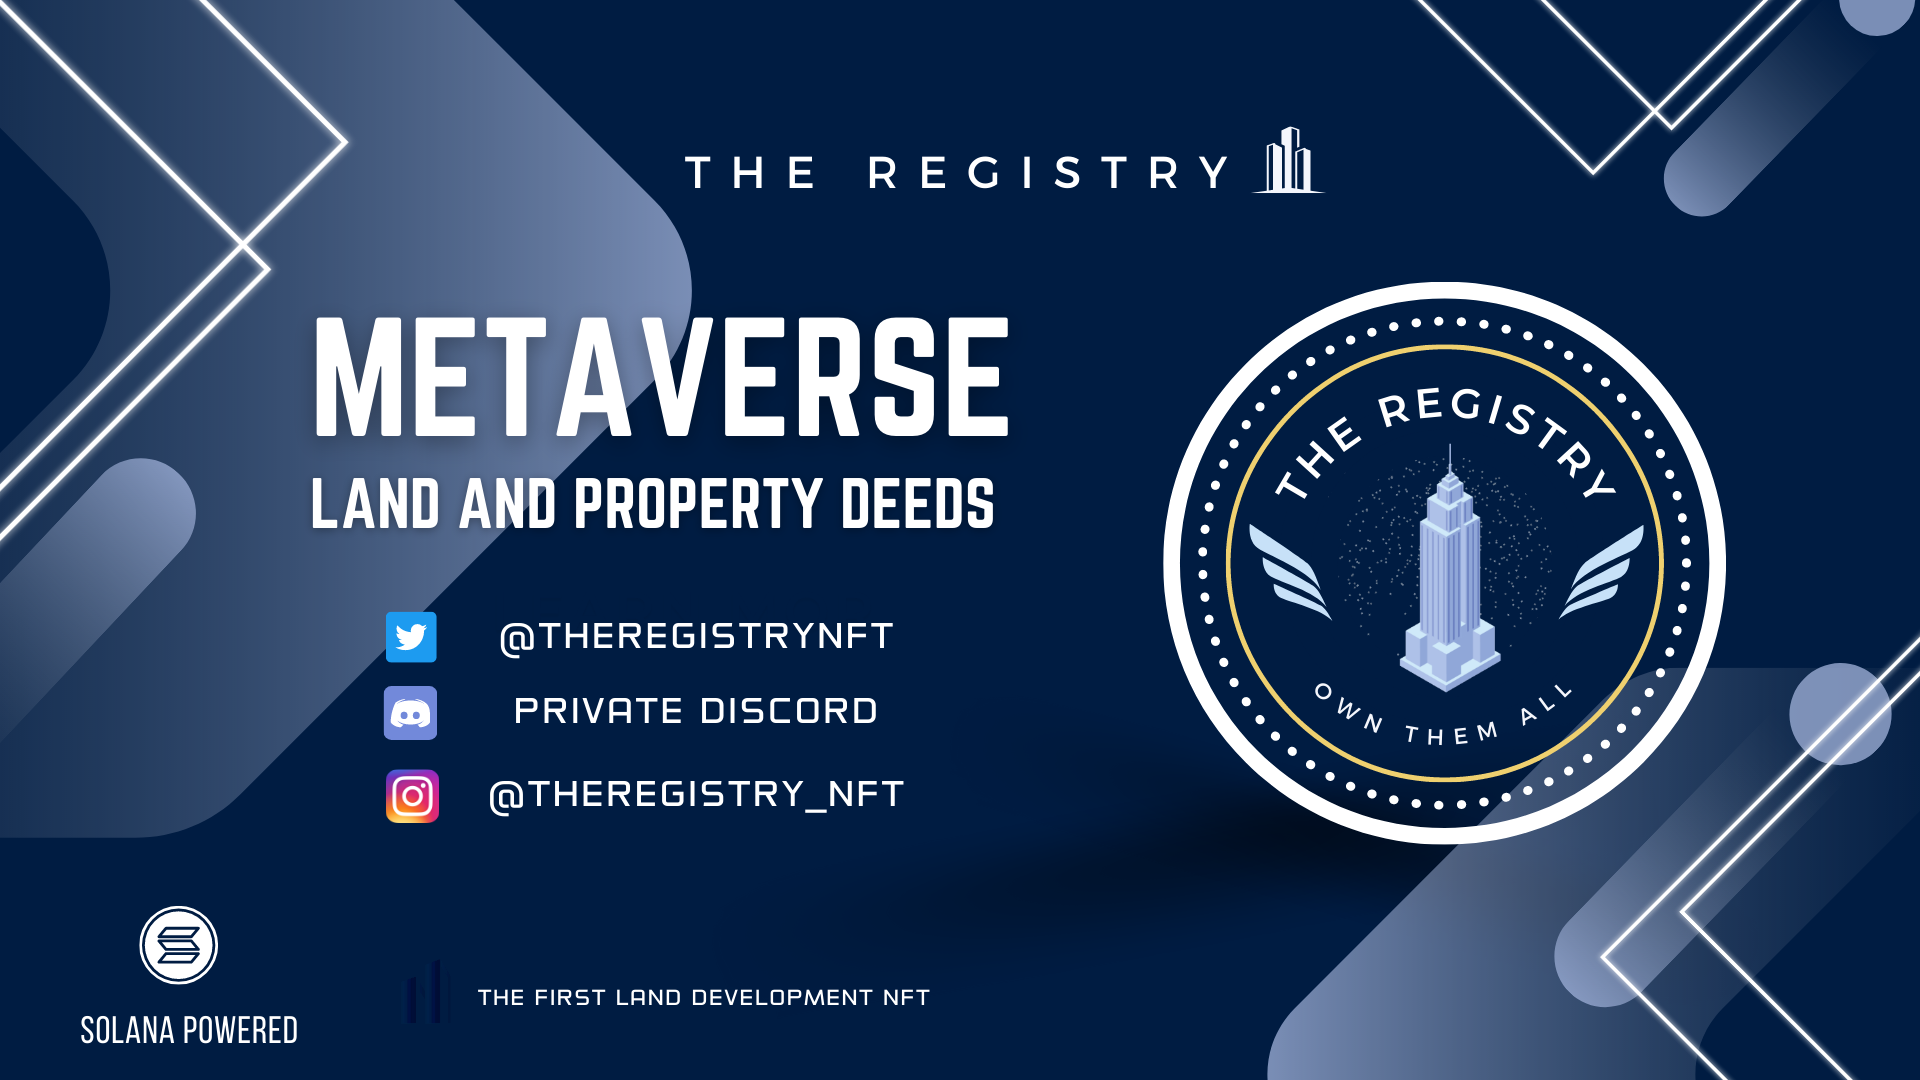 THE REGISTRY
METAVERSE
LAND AND PROPERTY DEEDS
@THEREGISTRYNFT
PRIVATE DISCORD
@THEREGISTRY_NFT
THE REGISTRY
OWN THEM ALL
SOLANA POWERED
THE FIRST LAND DEVELOPMENT NFT